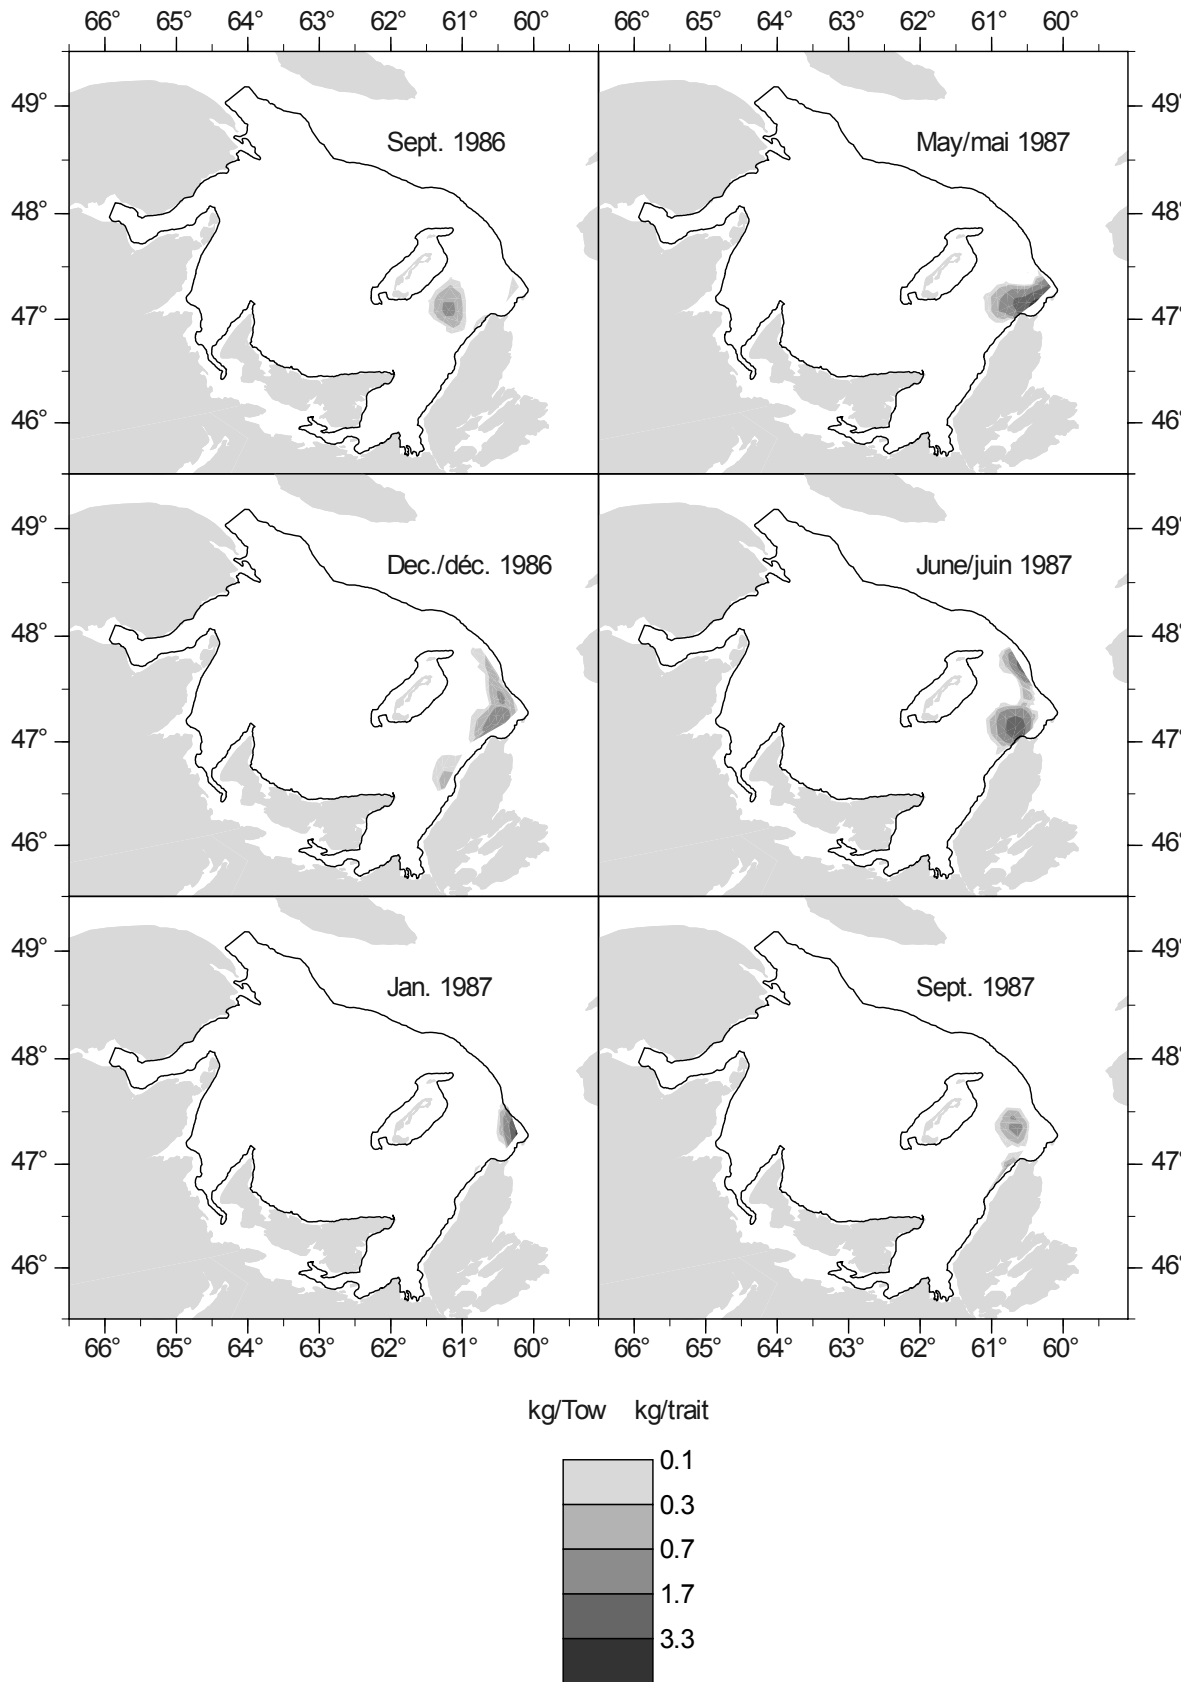 66° 65° 64° 63° 62° 61° 60° 66° 65° 64° 63° 62° 61° 60°
49° 49°
Sept. 1986 May/mai 1987
48° 48°
47° 47°
46° 46°
49° 49°
Dec./déc. 1986 June/juin 1987
48° 48°
47° 47°
46° 46°
49° 49°
Jan. 1987 Sept. 1987
48° 48°
47° 47°
46° 46°
66° 65° 64° 63° 62° 61° 60° 66° 65° 64° 63° 62° 61° 60°
kg/Tow kg/trait
0.1
0.3
0.7
1.7
3.3